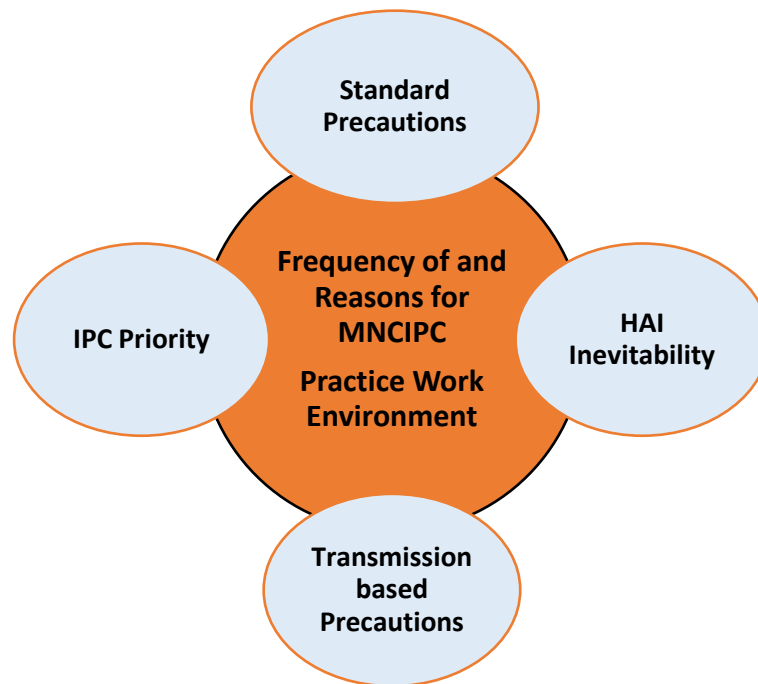 Standard
Precautions
Frequency of and
Reasons for
MNCIPC
Practice Work
Environment
IPC Priority
HAI
Inevitability
Transmission
based
Precautions